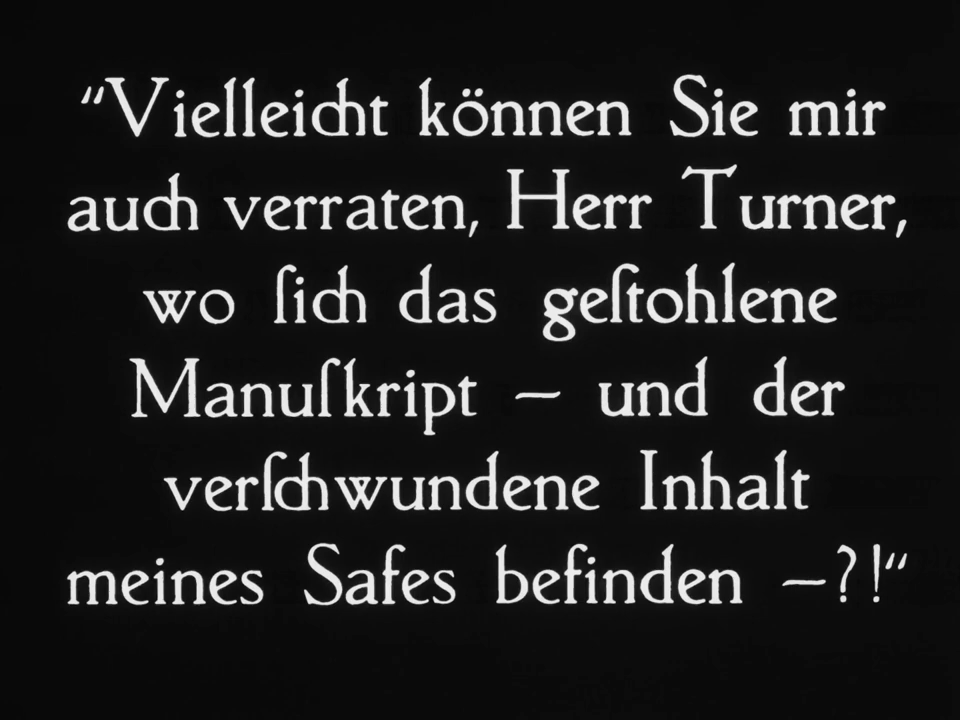 “Vielleicht können Sie mir
auch verraten, Herr Turner,
wo ſich das geſtohlene
Manuſkript – und der
verſchwundene Inhalt
meines Safes befinden –?!“